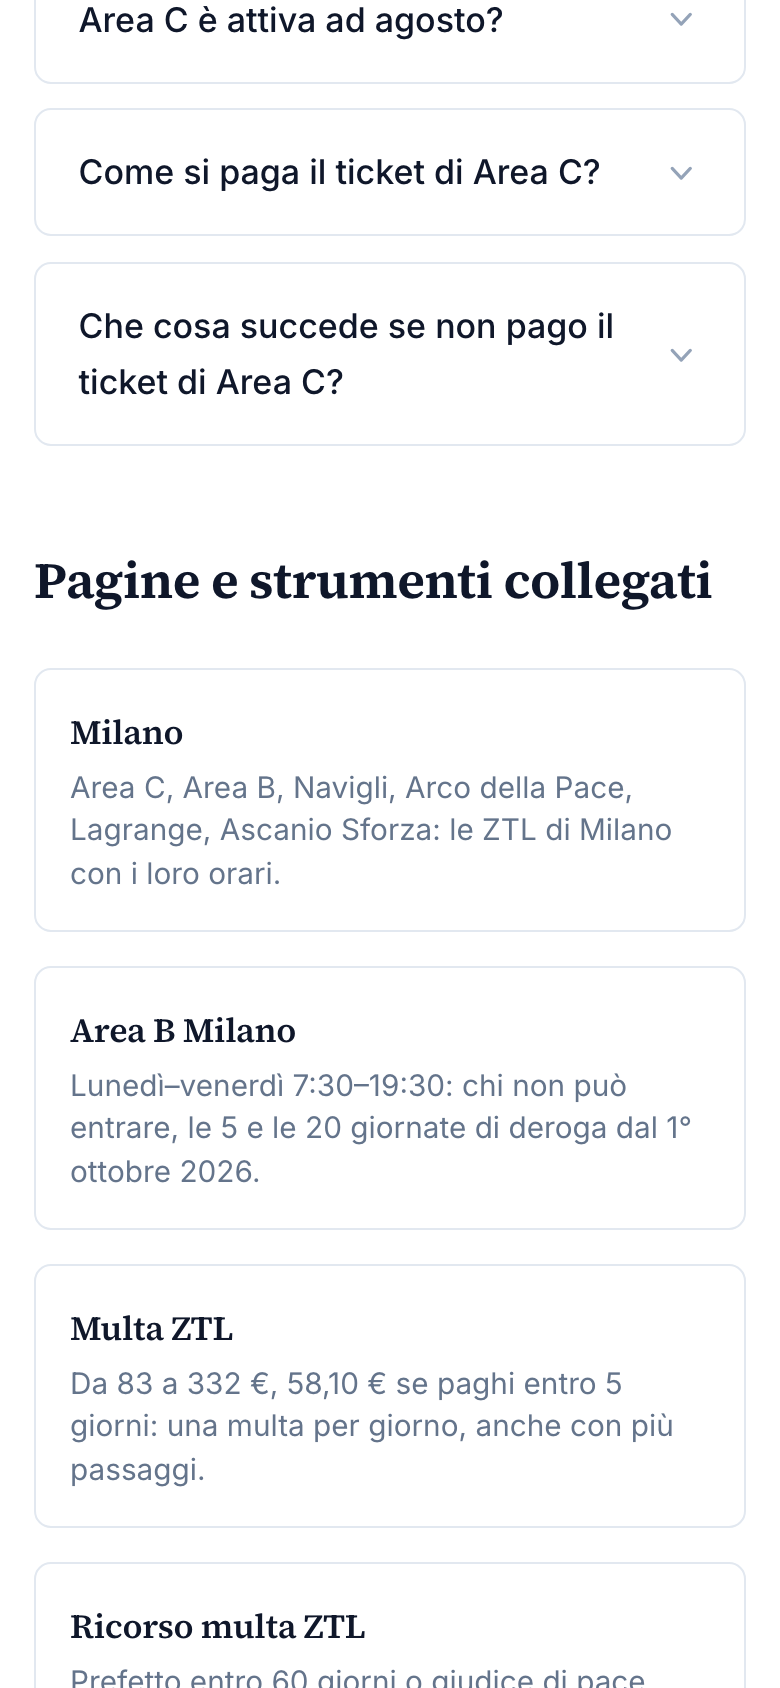 Area C è attiva ad agosto?
Come si paga il ticket di Area C?
Che cosa succede se non pago il
ticket di Area C?
Pagine e strumenti collegati
Milano
Area C, Area B, Navigli, Arco della Pace,
Lagrange, Ascanio Sforza: le ZTL di Milano
con i loro orari.
Area B Milano
Lunedì–venerdì 7:30–19:30: chi non può
entrare, le 5 e le 20 giornate di deroga dal 1°
ottobre 2026.
Multa ZTL
Da 83 a 332 €, 58,10 € se paghi entro 5
giorni: una multa per giorno, anche con più
passaggi.
Ricorso multa ZTL
Prefetto entro 60 giorni o giudice di pace